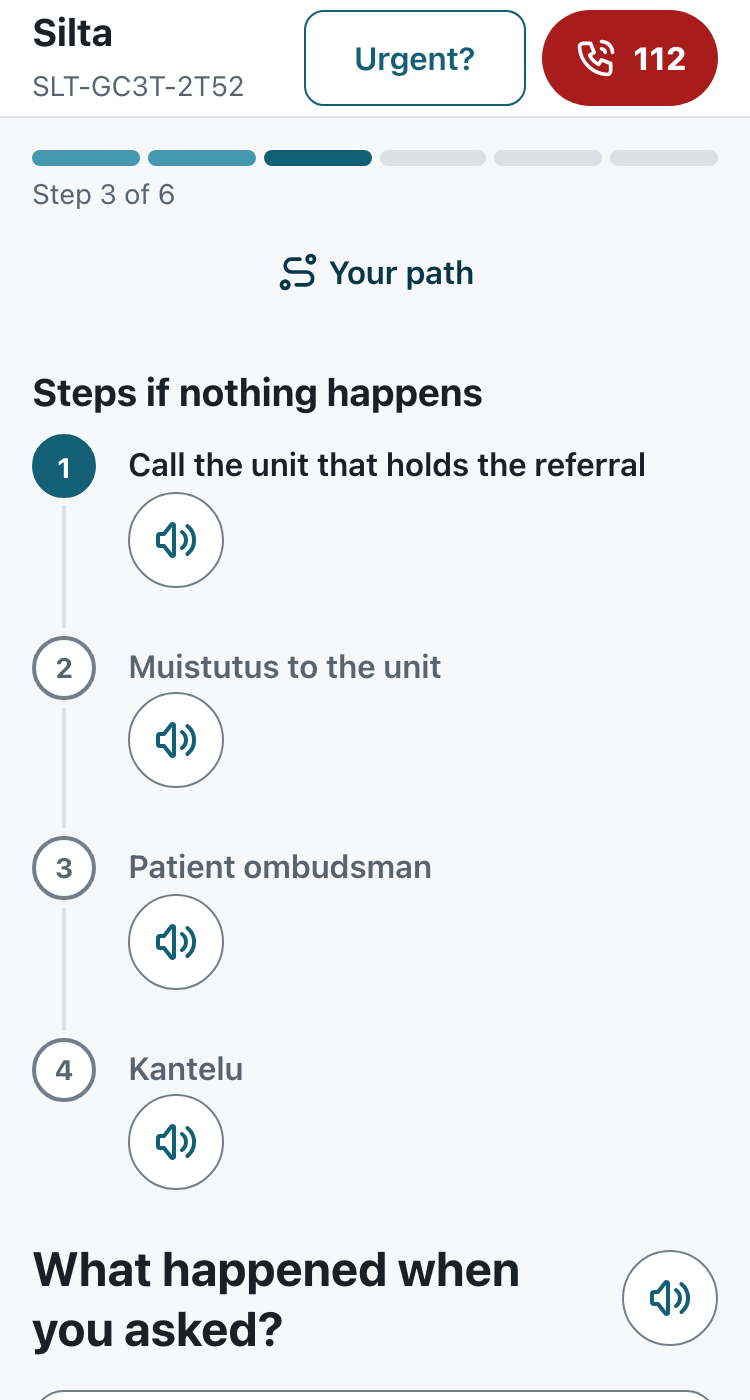 Silta
SLT-GC3T-2T52
Urgent?
112
Step 3 of 6
Your path
Steps if nothing happens
1
Call the unit that holds the referral
2
Muistutus to the unit
3
Patient ombudsman
4
Kantelu
What happened when
you asked?